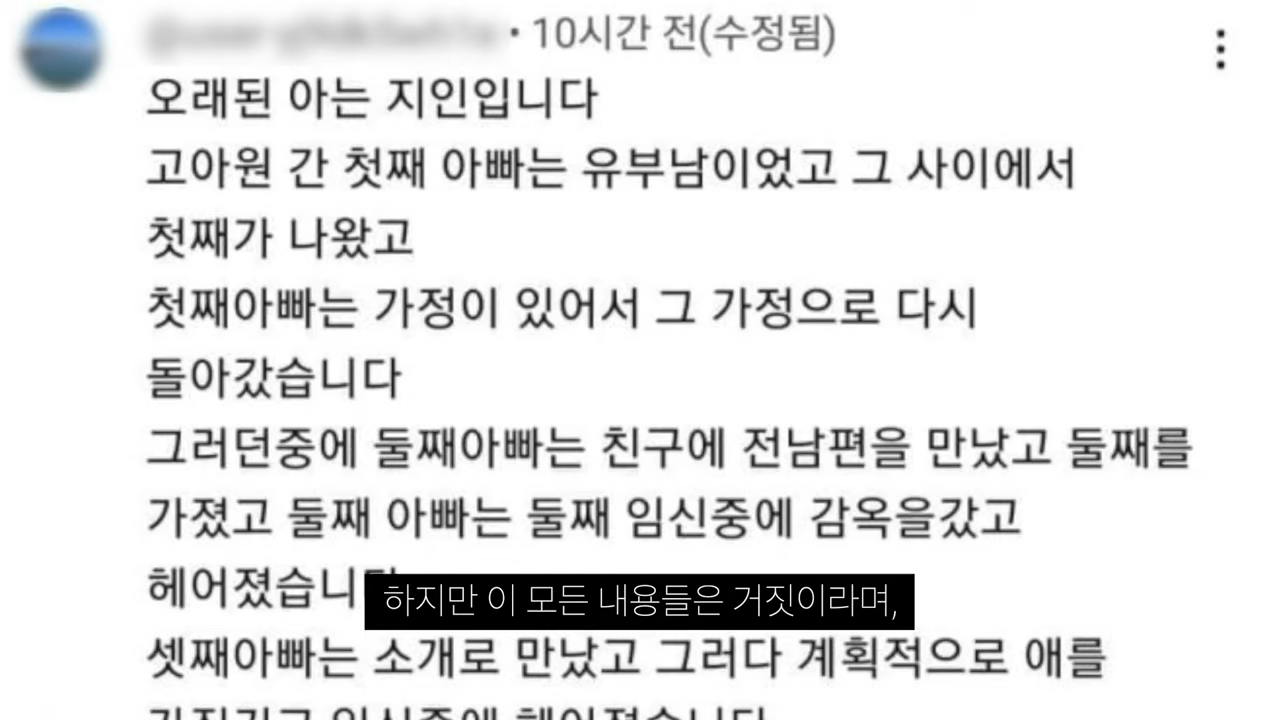 · 10시간 전(수정됨)
오래된 아는 지인입니다
고아원 간 첫째 아빠는 유부남이었고 그 사이에서
첫째가 나왔고
첫째아빠는 가정이 있어서 그 가정으로 다시
돌아갔습니다
그러던중에 둘째아빠는 친구에 전남편을 만났고 둘째를
가졌고 둘째 아빠는 둘째 임신중에 감옥을갔고
헤어졌습니다
하지만 이 모든 내용들은 거짓이라며,
셋째아빠는 소개로 만났고 그러다 계획적으로 애를